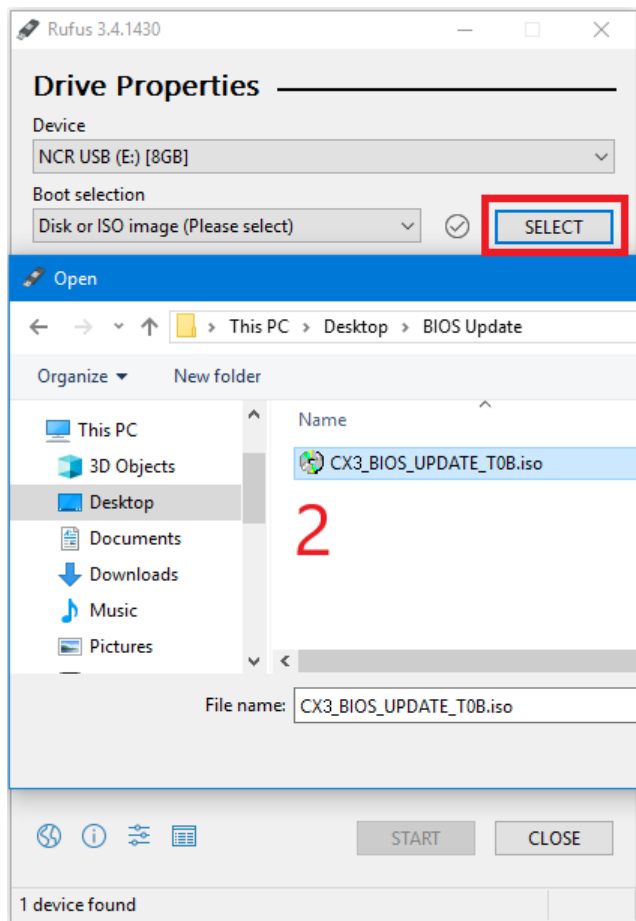 Rufus 3.4.1430
Drive Properties
Device
NCR USB (E:) [8GB]
Boot selection
Disk or ISO image (Please select)
SELECT
Open
This PC > Desktop > BIOS Update
Organize
New folder
Name
This PC
3D Objects
Desktop
Documents
Downloads
Music
Pictures
CX3_BIOS_UPDATE_T0B.iso
2
File name: CX3_BIOS_UPDATE_T0B.iso
START
CLOSE
1 device found